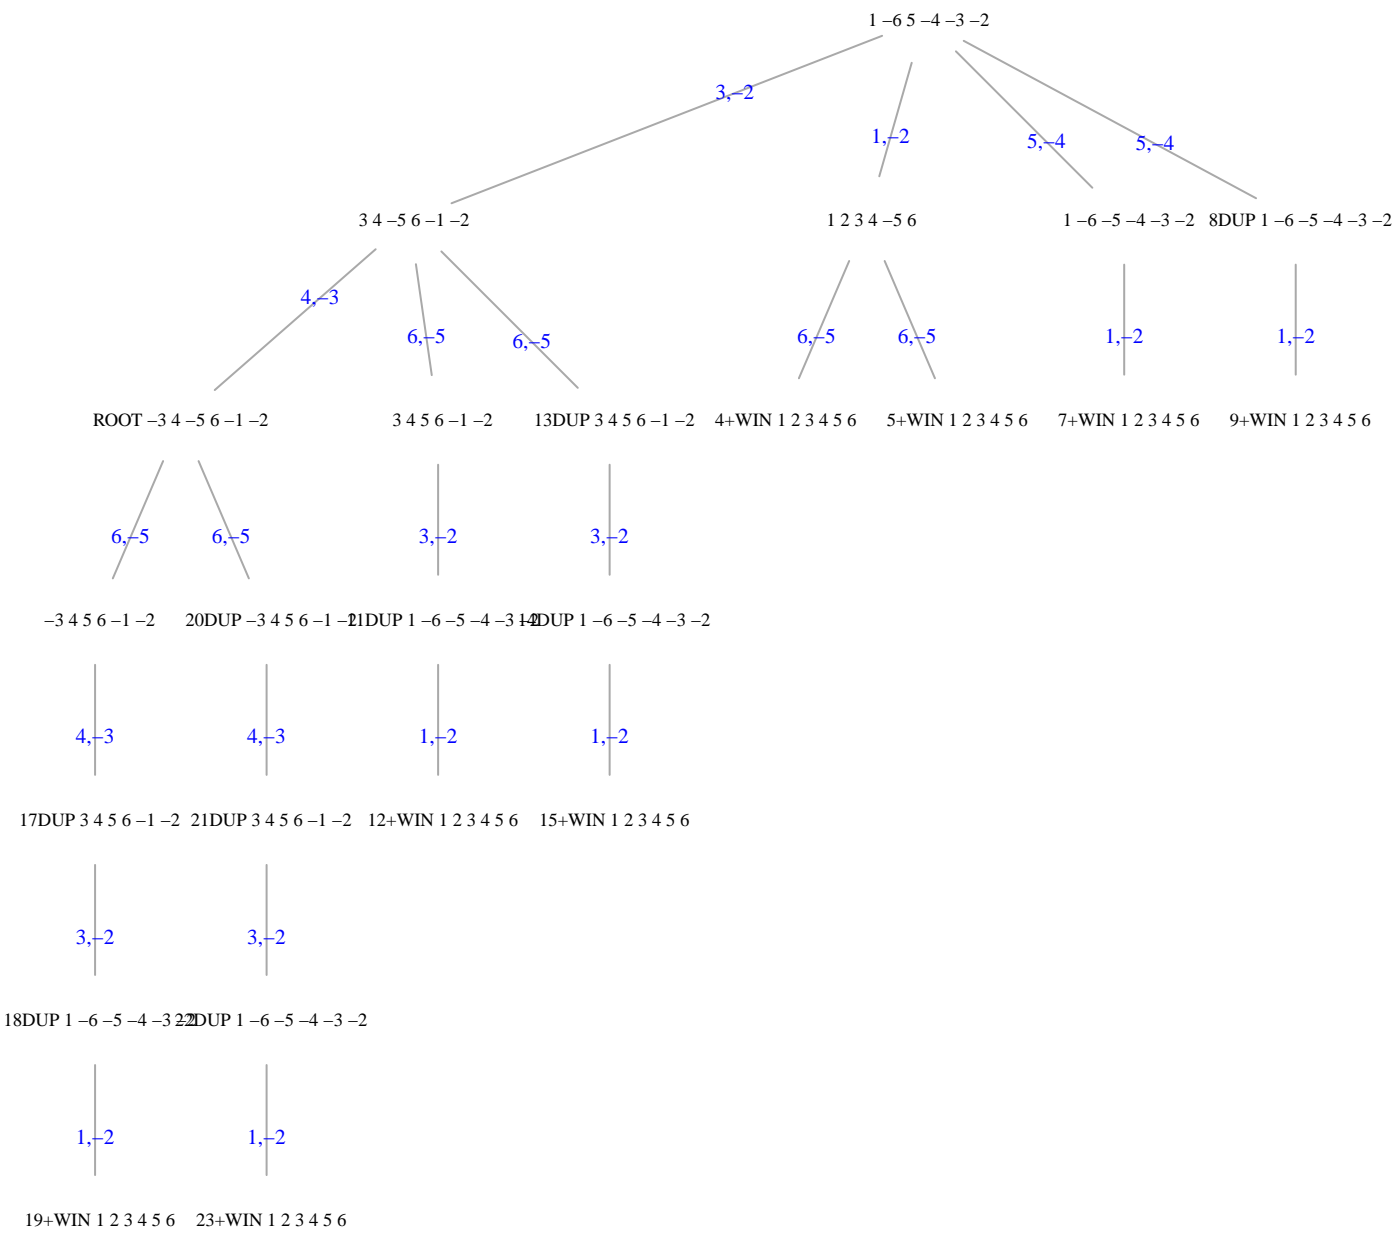 1 –6 5 –4 –3 –2
3,–2
1,–2
5,–4
5,–4
3 4 –5 6 –1 –2
1 2 3 4 –5 6
1 –6 –5 –4 –3 –2
8DUP 1 –6 –5 –4 –3 –2
4,–3
6,–5
6,–5
6,–5
6,–5
1,–2
1,–2
ROOT –3 4 –5 6 –1 –2
3 4 5 6 –1 –2
13DUP 3 4 5 6 –1 –2
4+WIN 1 2 3 4 5 6
5+WIN 1 2 3 4 5 6
7+WIN 1 2 3 4 5 6
9+WIN 1 2 3 4 5 6
6,–5
6,–5
3,–2
3,–2
–3 4 5 6 –1 –2
20DUP –3 4 5 6 –1 –2
11DUP 1 –6 –5 –4 –3 –2
14DUP 1 –6 –5 –4 –3 –2
4,–3
4,–3
1,–2
1,–2
17DUP 3 4 5 6 –1 –2
21DUP 3 4 5 6 –1 –2
12+WIN 1 2 3 4 5 6
15+WIN 1 2 3 4 5 6
3,–2
3,–2
18DUP 1 –6 –5 –4 –3 –2
22DUP 1 –6 –5 –4 –3 –2
1,–2
1,–2
19+WIN 1 2 3 4 5 6
23+WIN 1 2 3 4 5 6